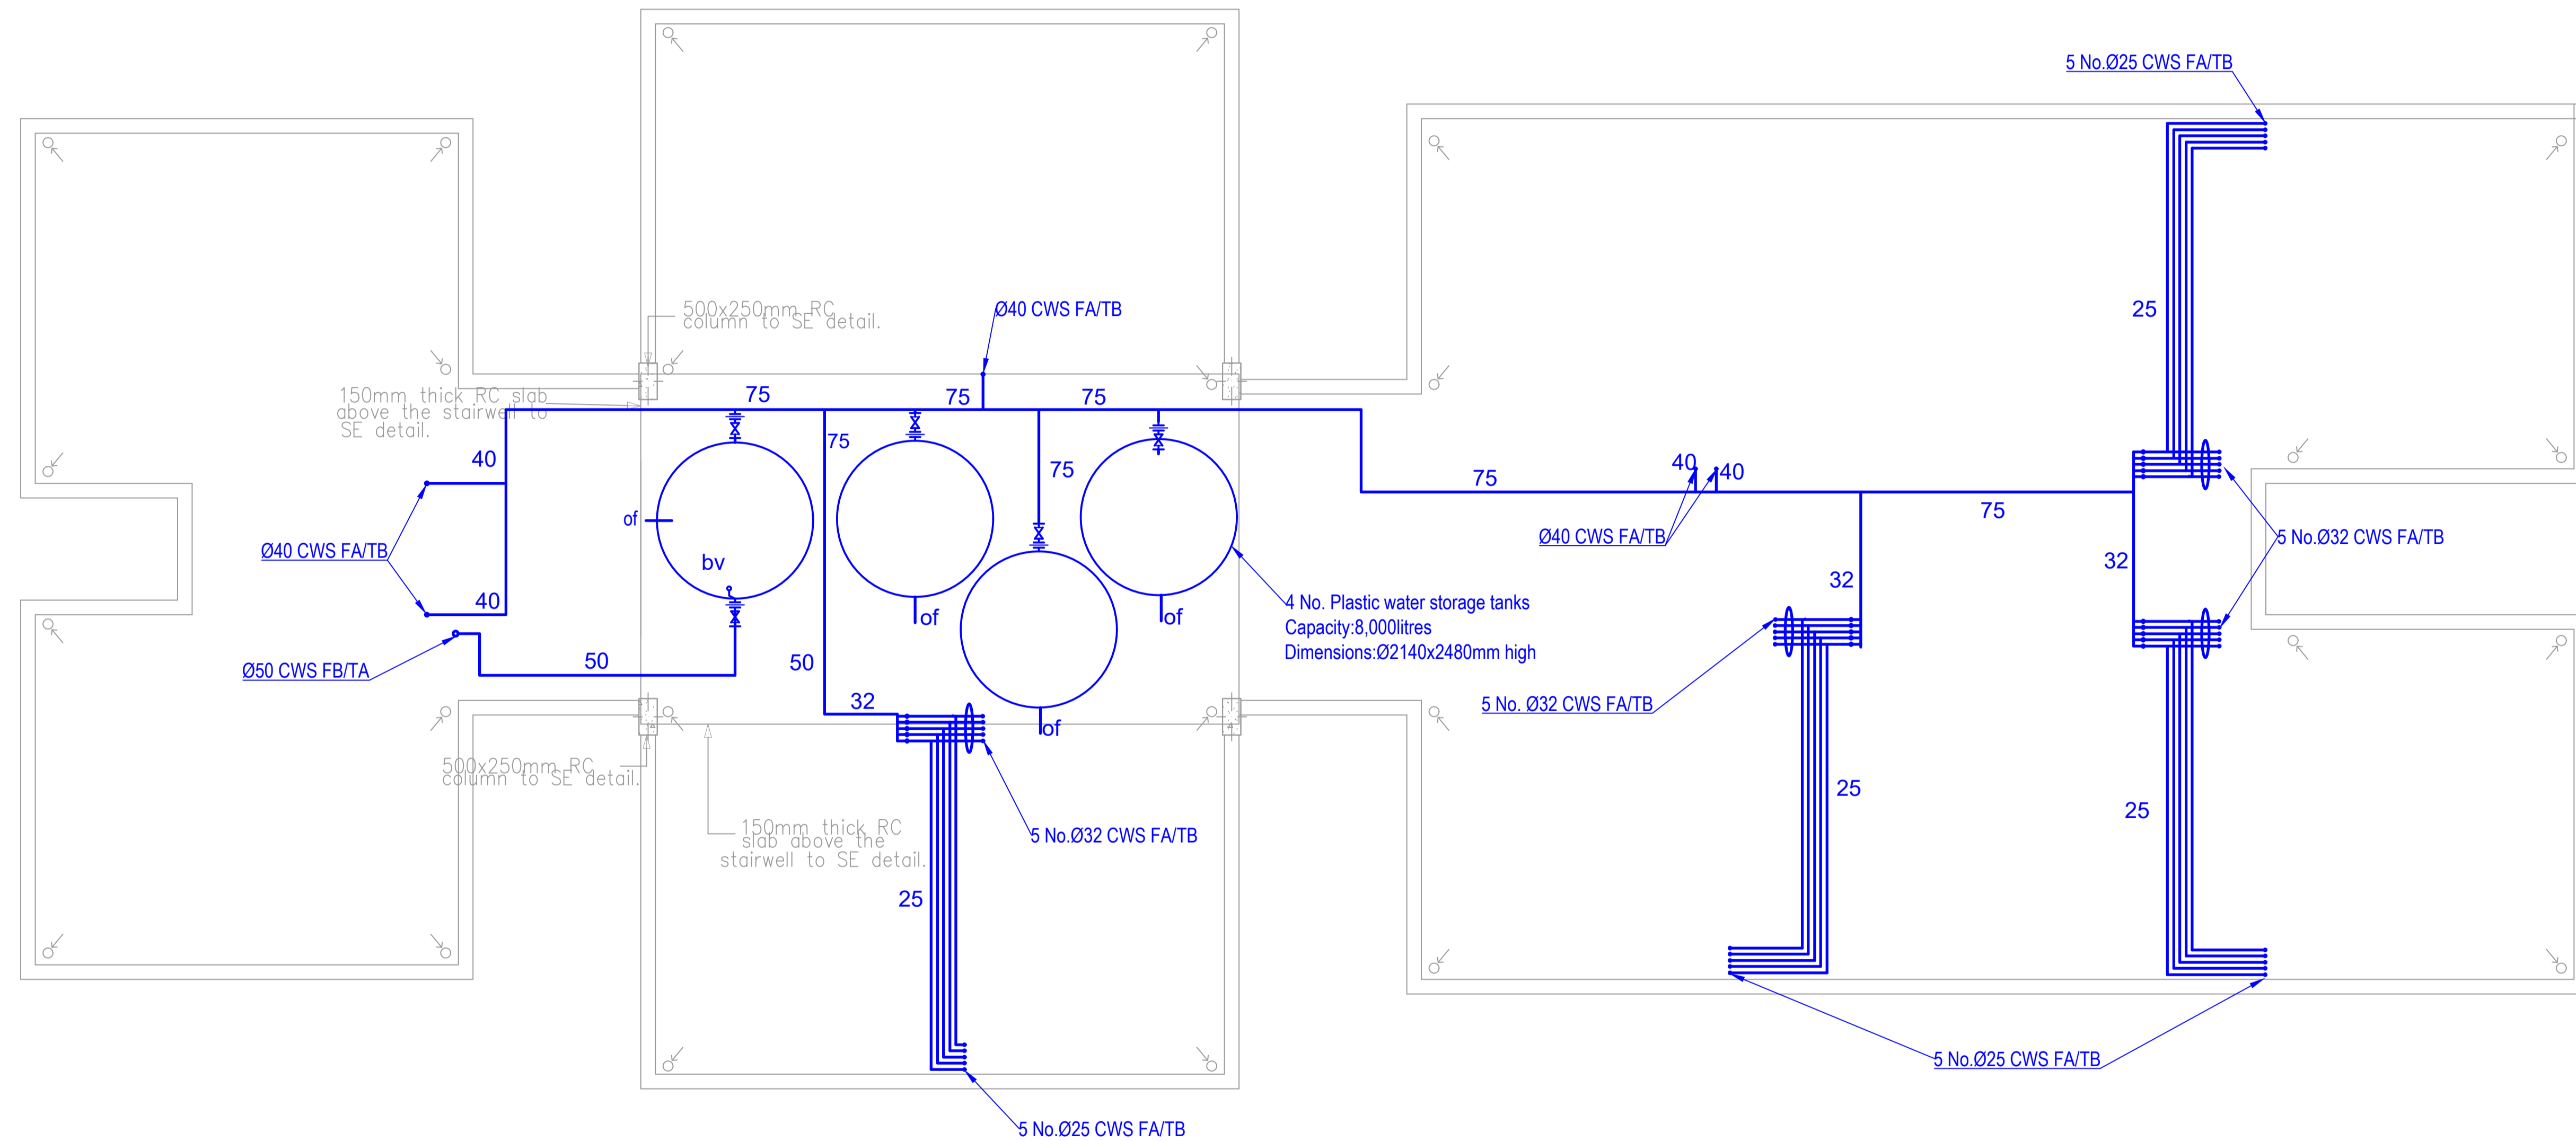 5 No.Ø25 CWS FA/TB
500x250mm RC
column to SE detail.
Ø40 CWS FA/TB
25
150mm thick RC slab
above the stairwell to
SE detail.
75
75
75
75
75
40
75
40
40
75
of
Ø40 CWS FA/TB
Ø40 CWS FA/TB
5 No.Ø32 CWS FA/TB
bv
32
32
40
of
of
4 No. Plastic water storage tanks
Capacity:8,000litres
Dimensions:Ø2140x2480mm high
Ø50 CWS FB/TA
50
50
32
5 No. Ø32 CWS FA/TB
of
500x250mm RC
column to SE detail.
25
25
150mm thick RC
slab above the
stairwell to SE detail.
5 No.Ø32 CWS FA/TB
25
5 No.Ø25 CWS FA/TB
5 No.Ø25 CWS FA/TB